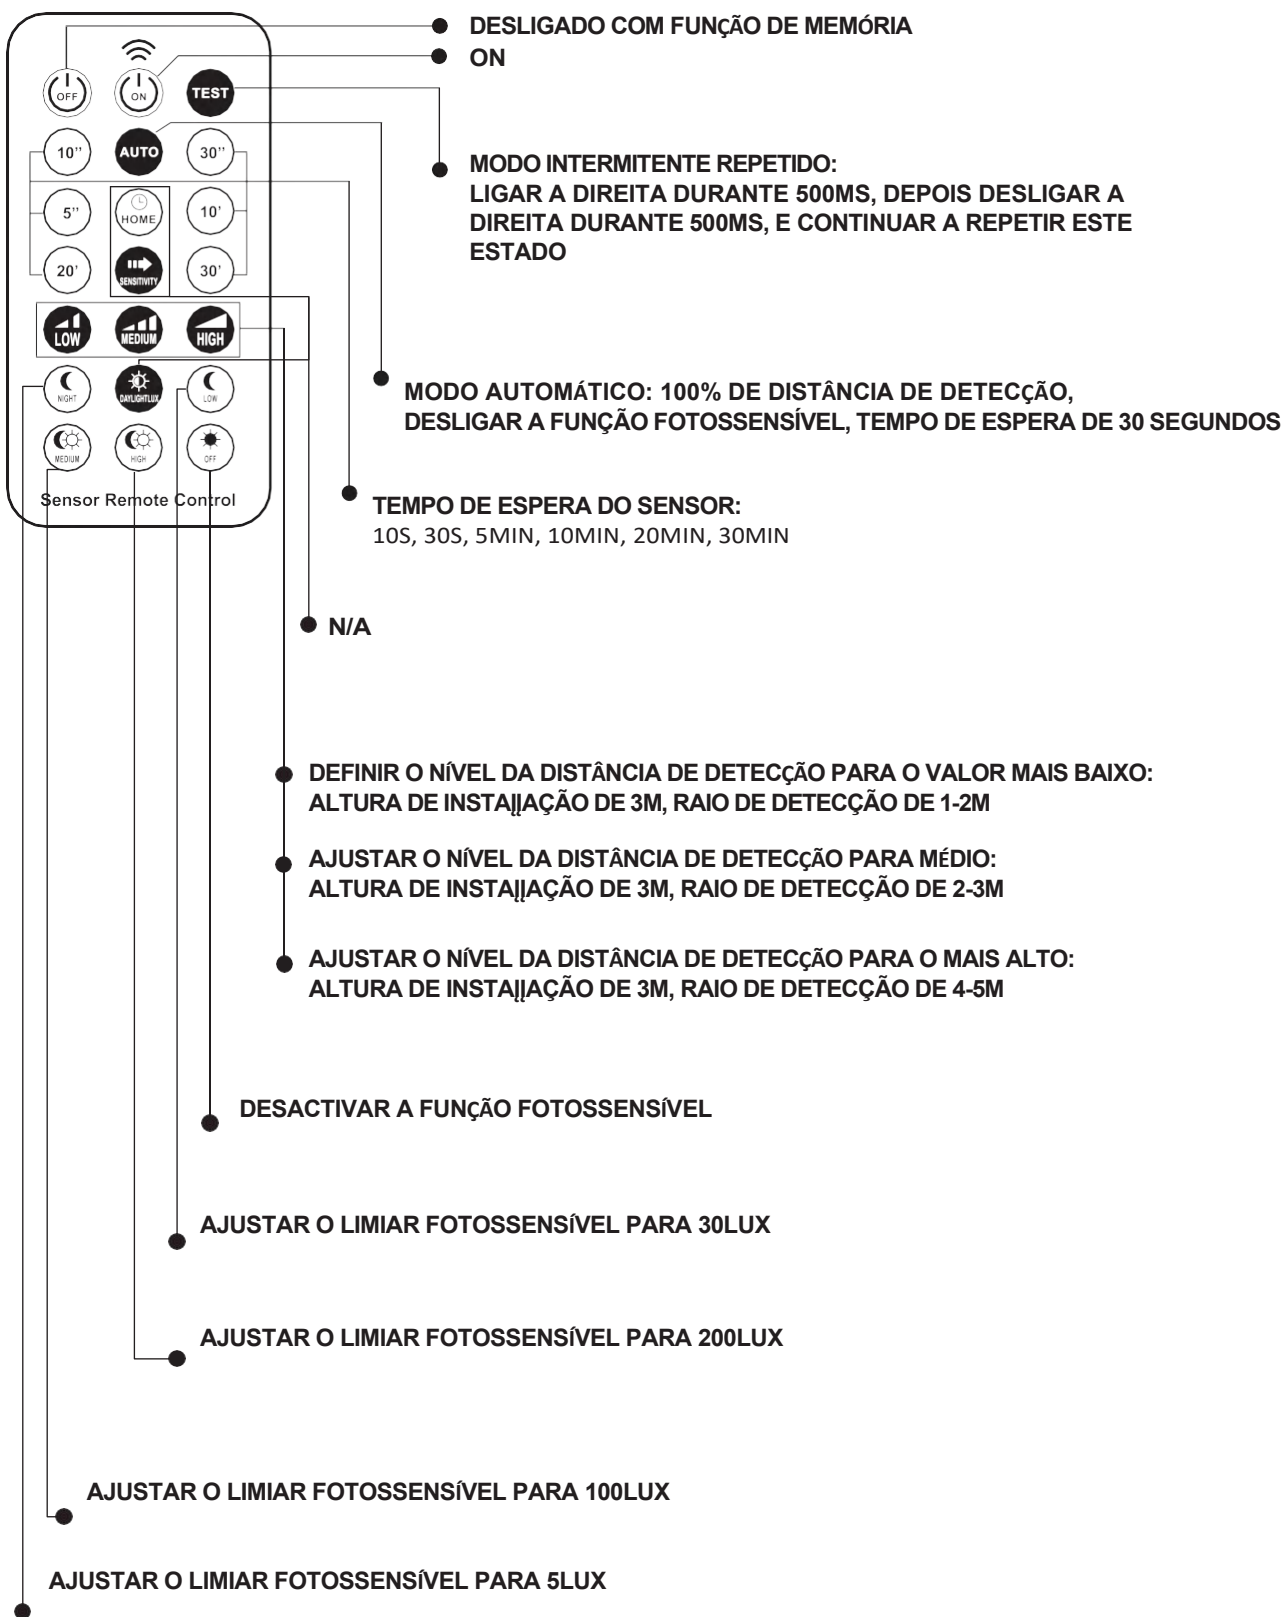 DESLIGADO COM FUNÇÃO DE MEMÓRIA
ON
OFF
ON
TEST
10''
AUTO
30''
MODO INTERMITENTE REPETIDO:
LIGAR A DIREITA DURANTE 500MS, DEPOIS DESLIGAR A
DIREITA DURANTE 500MS, E CONTINUAR A REPETIR ESTE
ESTADO
5''
HOME
10'
20'
SENSITIVITY
30'
LOW
MEDIUM
HIGH
NIGHT
DAYLIGHTLUX
LOW
MODO AUTOMÁTICO: 100% DE DISTÂNCIA DE DETECÇÃO,
DESLIGAR A FUNÇÃO FOTOSSENSÍVEL, TEMPO DE ESPERA DE 30 SEGUNDOS
MEDIUM
HIGH
OFF
Sensor Remote Control
TEMPO DE ESPERA DO SENSOR:
10S, 30S, 5MIN, 10MIN, 20MIN, 30MIN
N/A
DEFINIR O NÍVEL DA DISTÂNCIA DE DETECÇÃO PARA O VALOR MAIS BAIXO:
ALTURA DE INSTAĮĮAÇÃO DE 3M, RAIO DE DETECÇÃO DE 1-2M
AJUSTAR O NÍVEL DA DISTÂNCIA DE DETECÇÃO PARA MÉDIO:
ALTURA DE INSTAĮĮAÇÃO DE 3M, RAIO DE DETECÇÃO DE 2-3M
AJUSTAR O NÍVEL DA DISTÂNCIA DE DETECÇÃO PARA O MAIS ALTO:
ALTURA DE INSTAĮĮAÇÃO DE 3M, RAIO DE DETECÇÃO DE 4-5M
DESACTIVAR A FUNÇÃO FOTOSSENSÍVEL
AJUSTAR O LIMIAR FOTOSSENSÍVEL PARA 30LUX
AJUSTAR O LIMIAR FOTOSSENSÍVEL PARA 200LUX
AJUSTAR O LIMIAR FOTOSSENSÍVEL PARA 100LUX
AJUSTAR O LIMIAR FOTOSSENSÍVEL PARA 5LUX